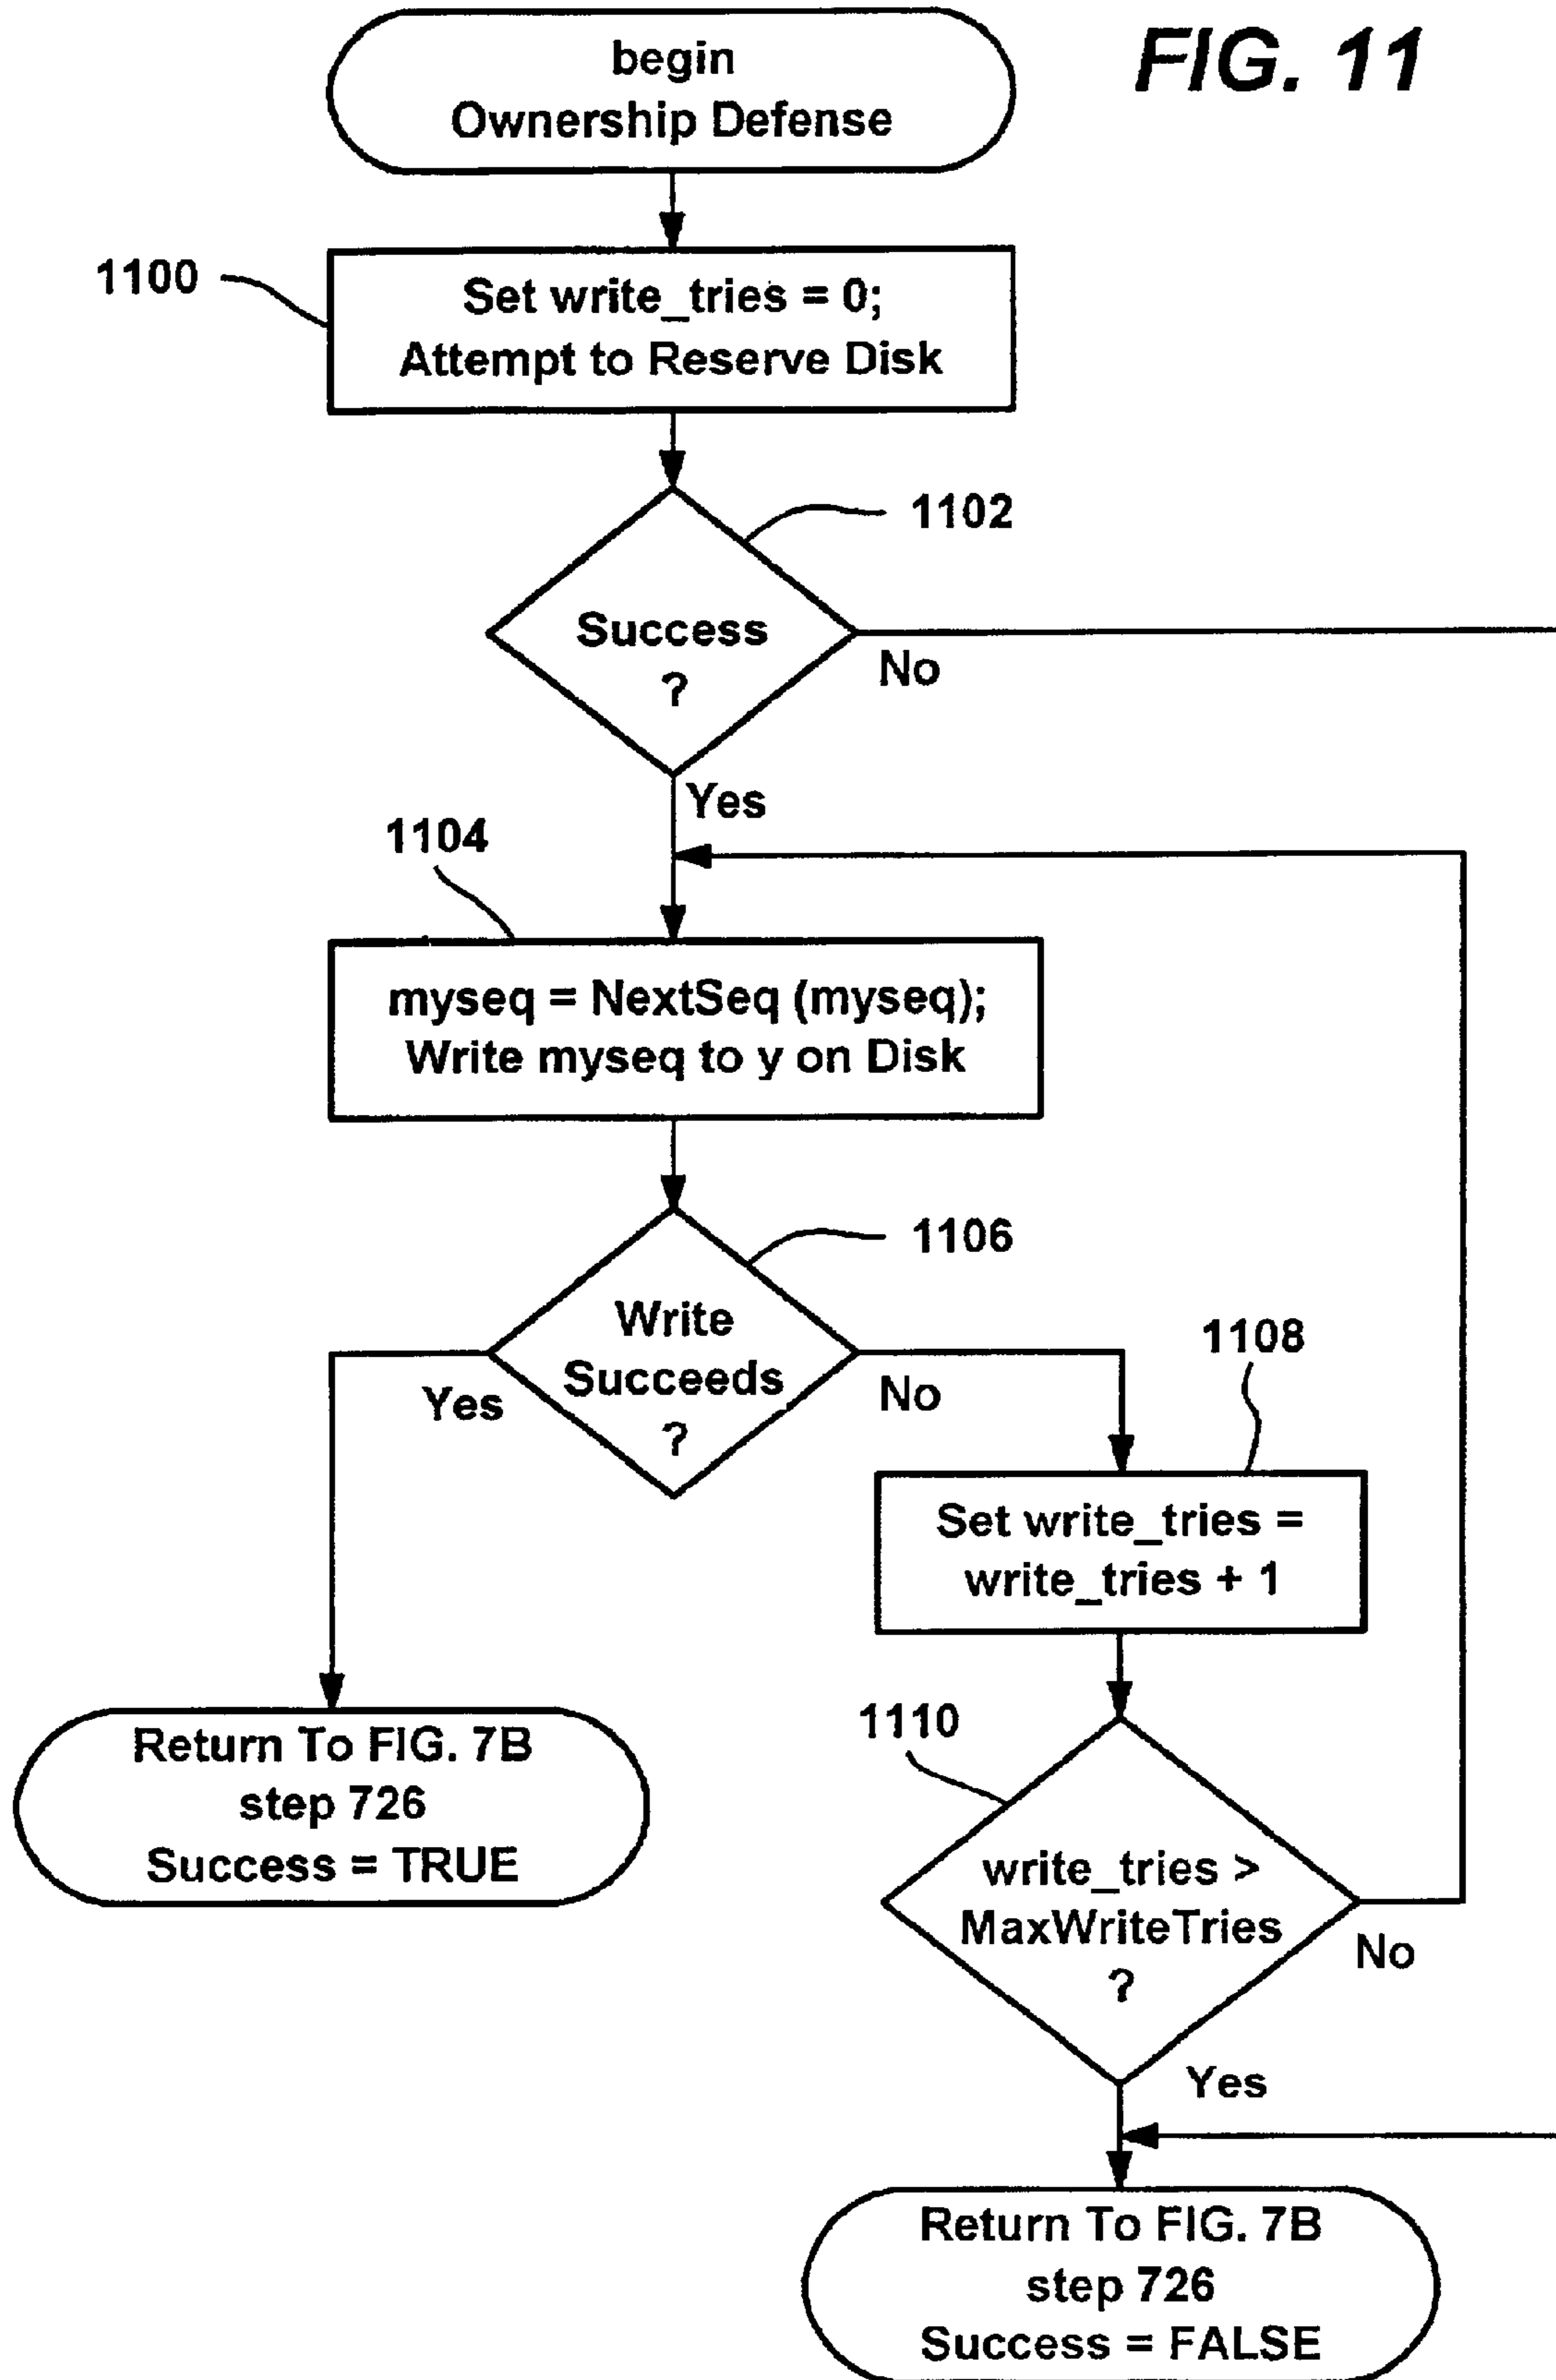 FIG. 11
begin
Ownership Defense
1100
Set write_tries = 0;
Attempt to Reserve Disk
1102
Success
?
No
Yes
1104
myseq = NextSeq (myseq);
Write myseq to y on Disk
1106
Write
Succeeds
?
Yes
No
1108
Set write_tries =
write_tries + 1
1110
write_tries >
MaxWriteTries
?
No
Yes
Return To FIG. 7B
step 726
Success = TRUE
Return To FIG. 7B
step 726
Success = FALSE